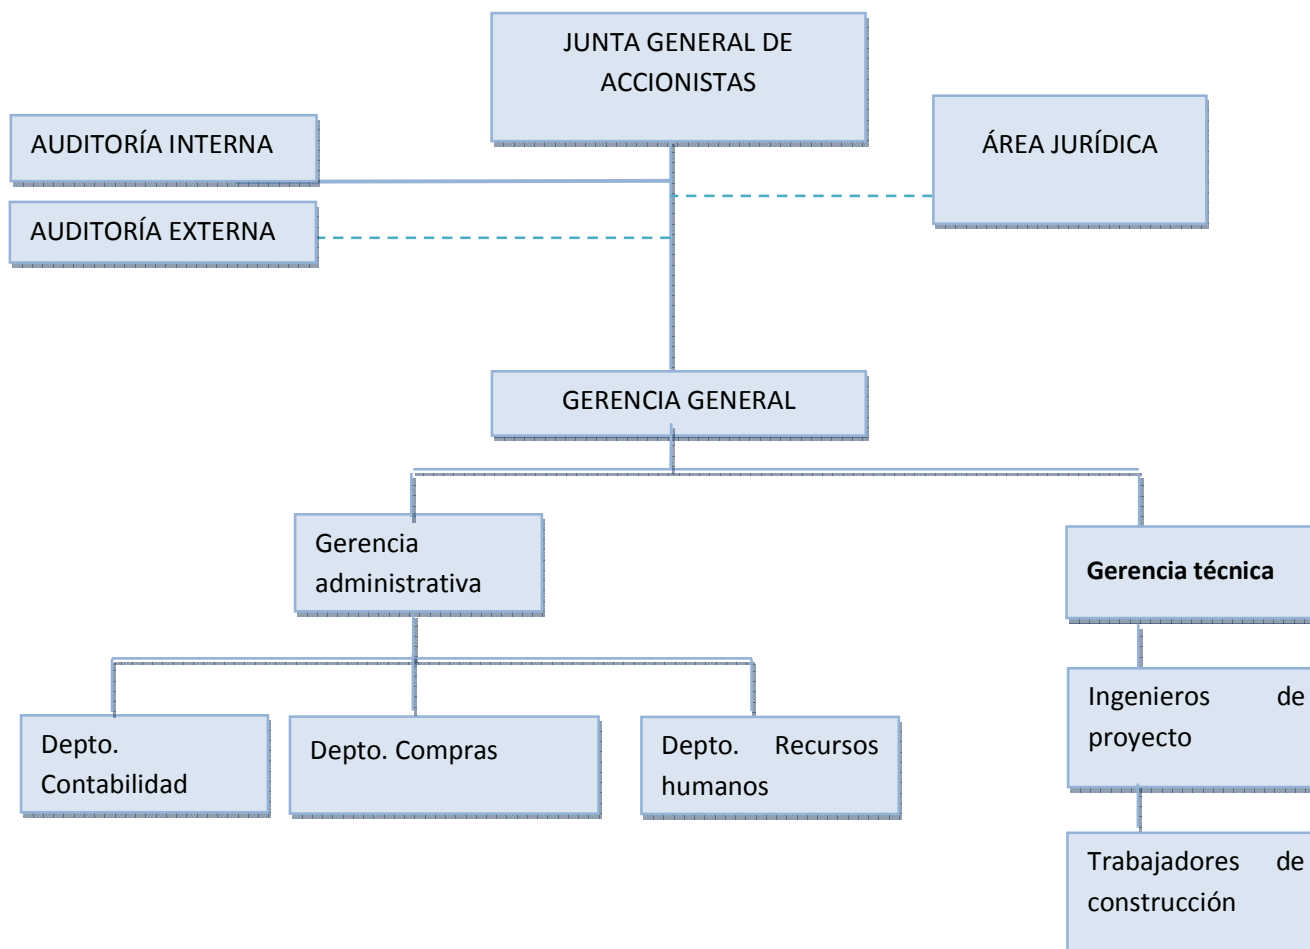 JUNTA GENERAL DE
ACCIONISTAS
AUDITORÍA INTERNA
ÁREA JURÍDICA
AUDITORÍA EXTERNA
GERENCIA GENERAL
Gerencia
administrativa
Gerencia técnica
Depto.
Contabilidad
Depto. Compras
Depto. Recursos
humanos
Ingenieros de
proyecto
Trabajadores de
construcción